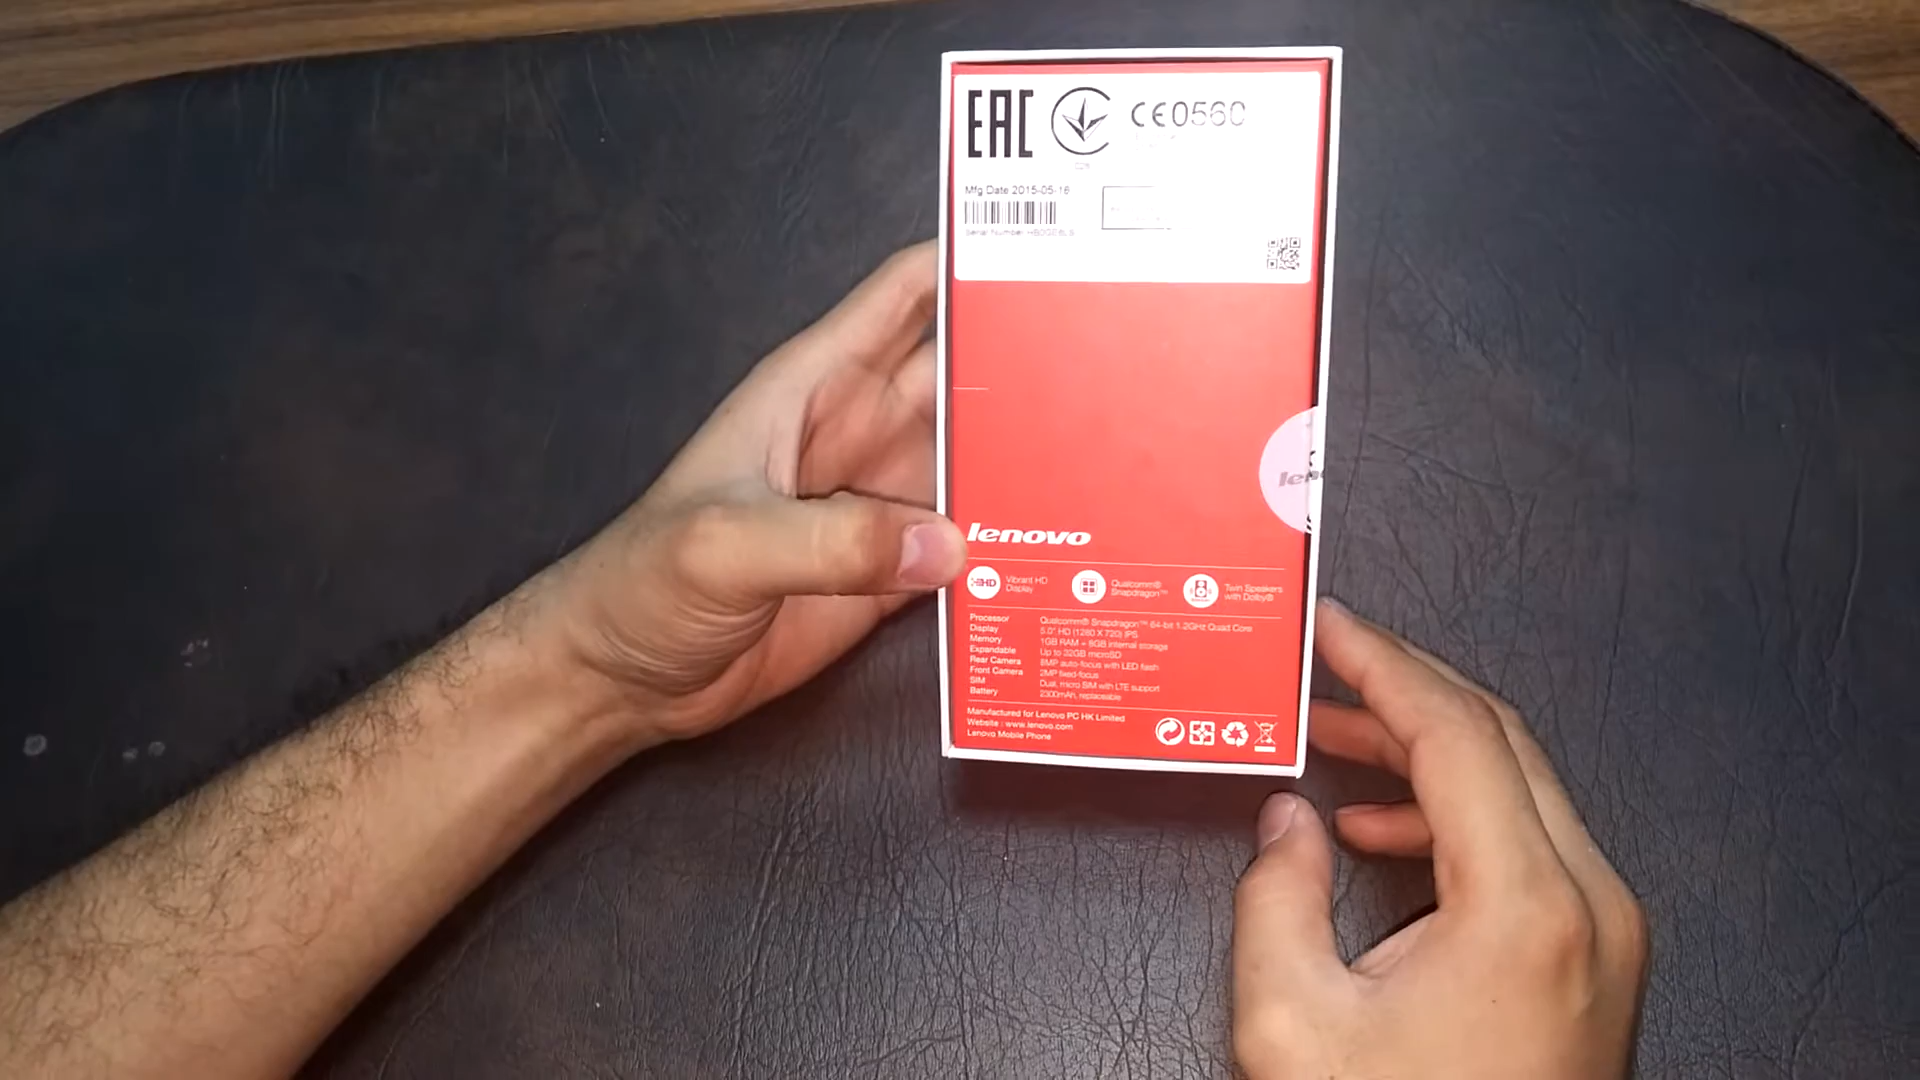 EAC
CE0560
Mfg Date 2015-05-16
Serial Number
leno
lenovo
HD Vibrant HD Display
Qualcomm® Snapdragon™
Twin Speakers with Dolby®
Processor Qualcomm® Snapdragon™ 64-bit 1.2GHz Quad Core
Display 5.0" HD (1280 X 720) IPS
Memory 1GB RAM + 8GB internal storage
Expandable Up to 32GB microSD
Rear Camera 8MP auto-focus with LED flash
Front Camera 2MP fixed-focus
SIM Dual, micro SIM with LTE support
Battery 2300mAh, replaceable
Manufactured for Lenovo PC HK Limited
Website : www.lenovo.com
Lenovo Mobile Phone